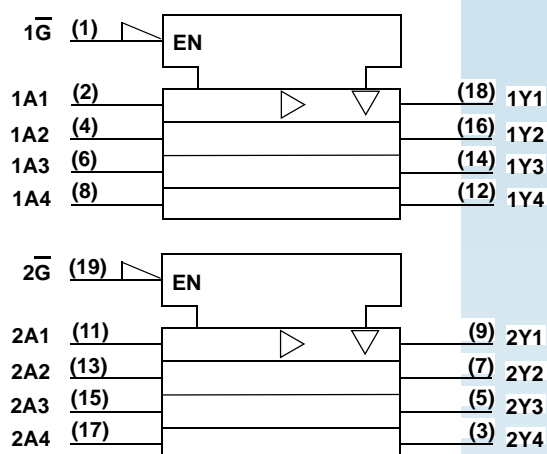 1G̅ (1) EN
1A1 (2) (18) 1Y1
1A2 (4) (16) 1Y2
1A3 (6) (14) 1Y3
1A4 (8) (12) 1Y4
2G̅ (19) EN
2A1 (11) (9) 2Y1
2A2 (13) (7) 2Y2
2A3 (15) (5) 2Y3
2A4 (17) (3) 2Y4